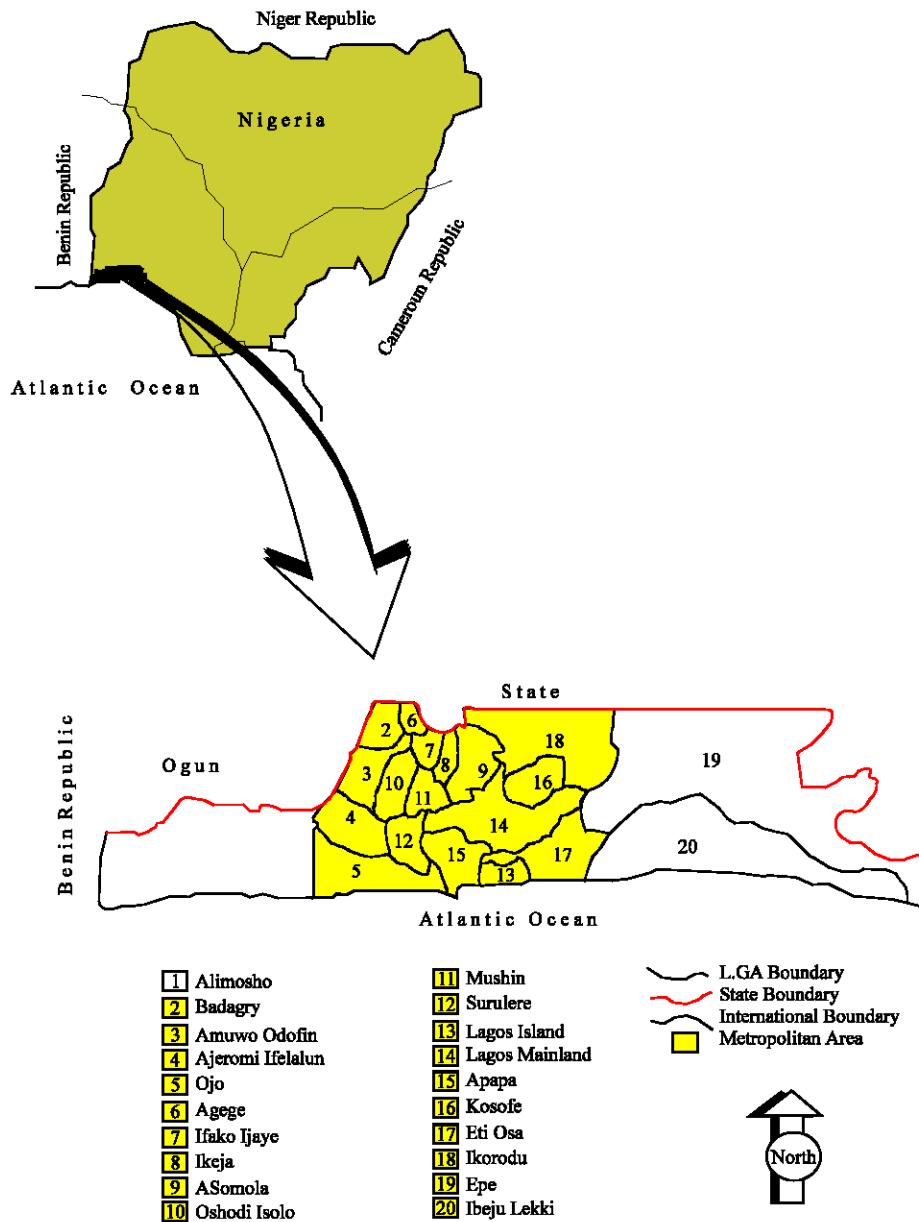 Niger Republic
Nigeria
Benin Republic
Cameroun Republic
Atlantic Ocean
State
2
6
7
8
18
3
10
9
16
19
Ogun
11
4
14
12
15
17
20
5
13
Benin Republic
Atlantic Ocean
1 Alimosho
2 Badagry
3 Amuwo Odofin
4 Ajeromi Ifelalun
5 Ojo
6 Agege
7 Ifako Ijaye
8 Ikeja
9 ASomola
10 Oshodi Isolo
11 Mushin
12 Surulere
13 Lagos Island
14 Lagos Mainland
15 Apapa
16 Kosofe
17 Eti Osa
18 Ikorodu
19 Epe
20 Ibeju Lekki
L.GA Boundary
State Boundary
International Boundary
Metropolitan Area
North